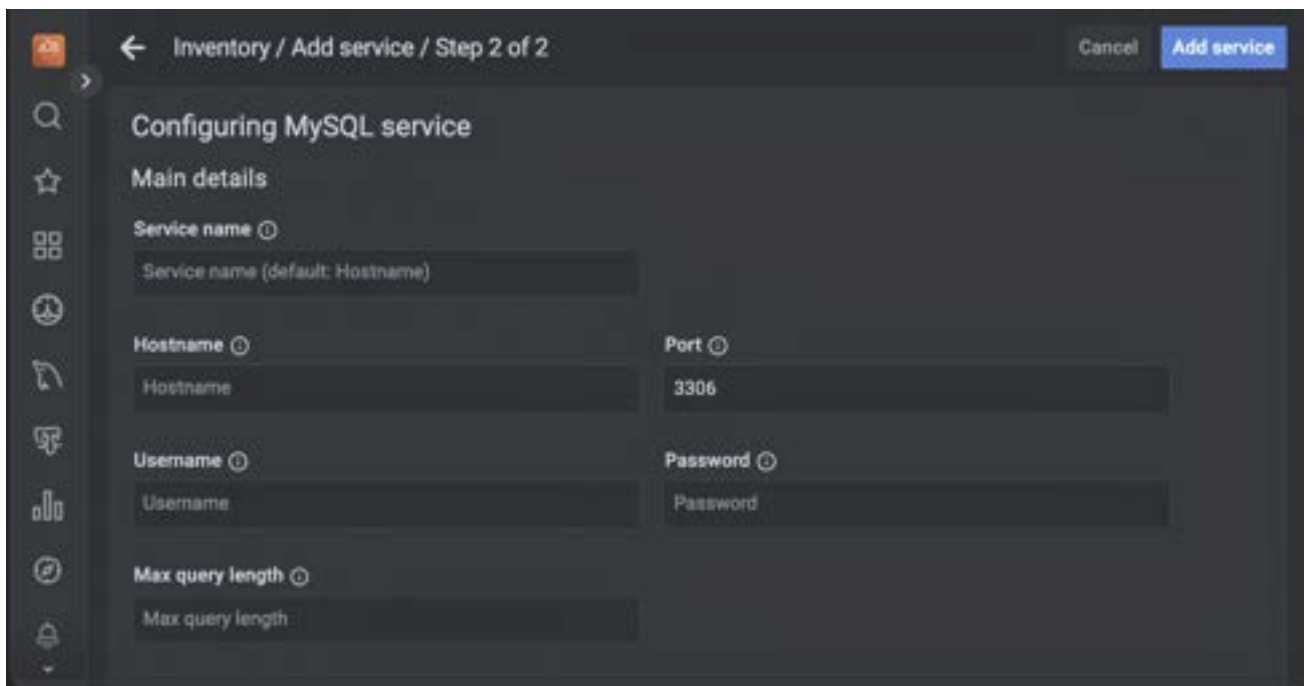 Inventory / Add service / Step 2 of 2
Cancel
Add service
Configuring MySQL service
Main details
Service name
Service name (default: Hostname)
Hostname
Port
Hostname
3306
Username
Password
Username
Password
Max query length
Max query length